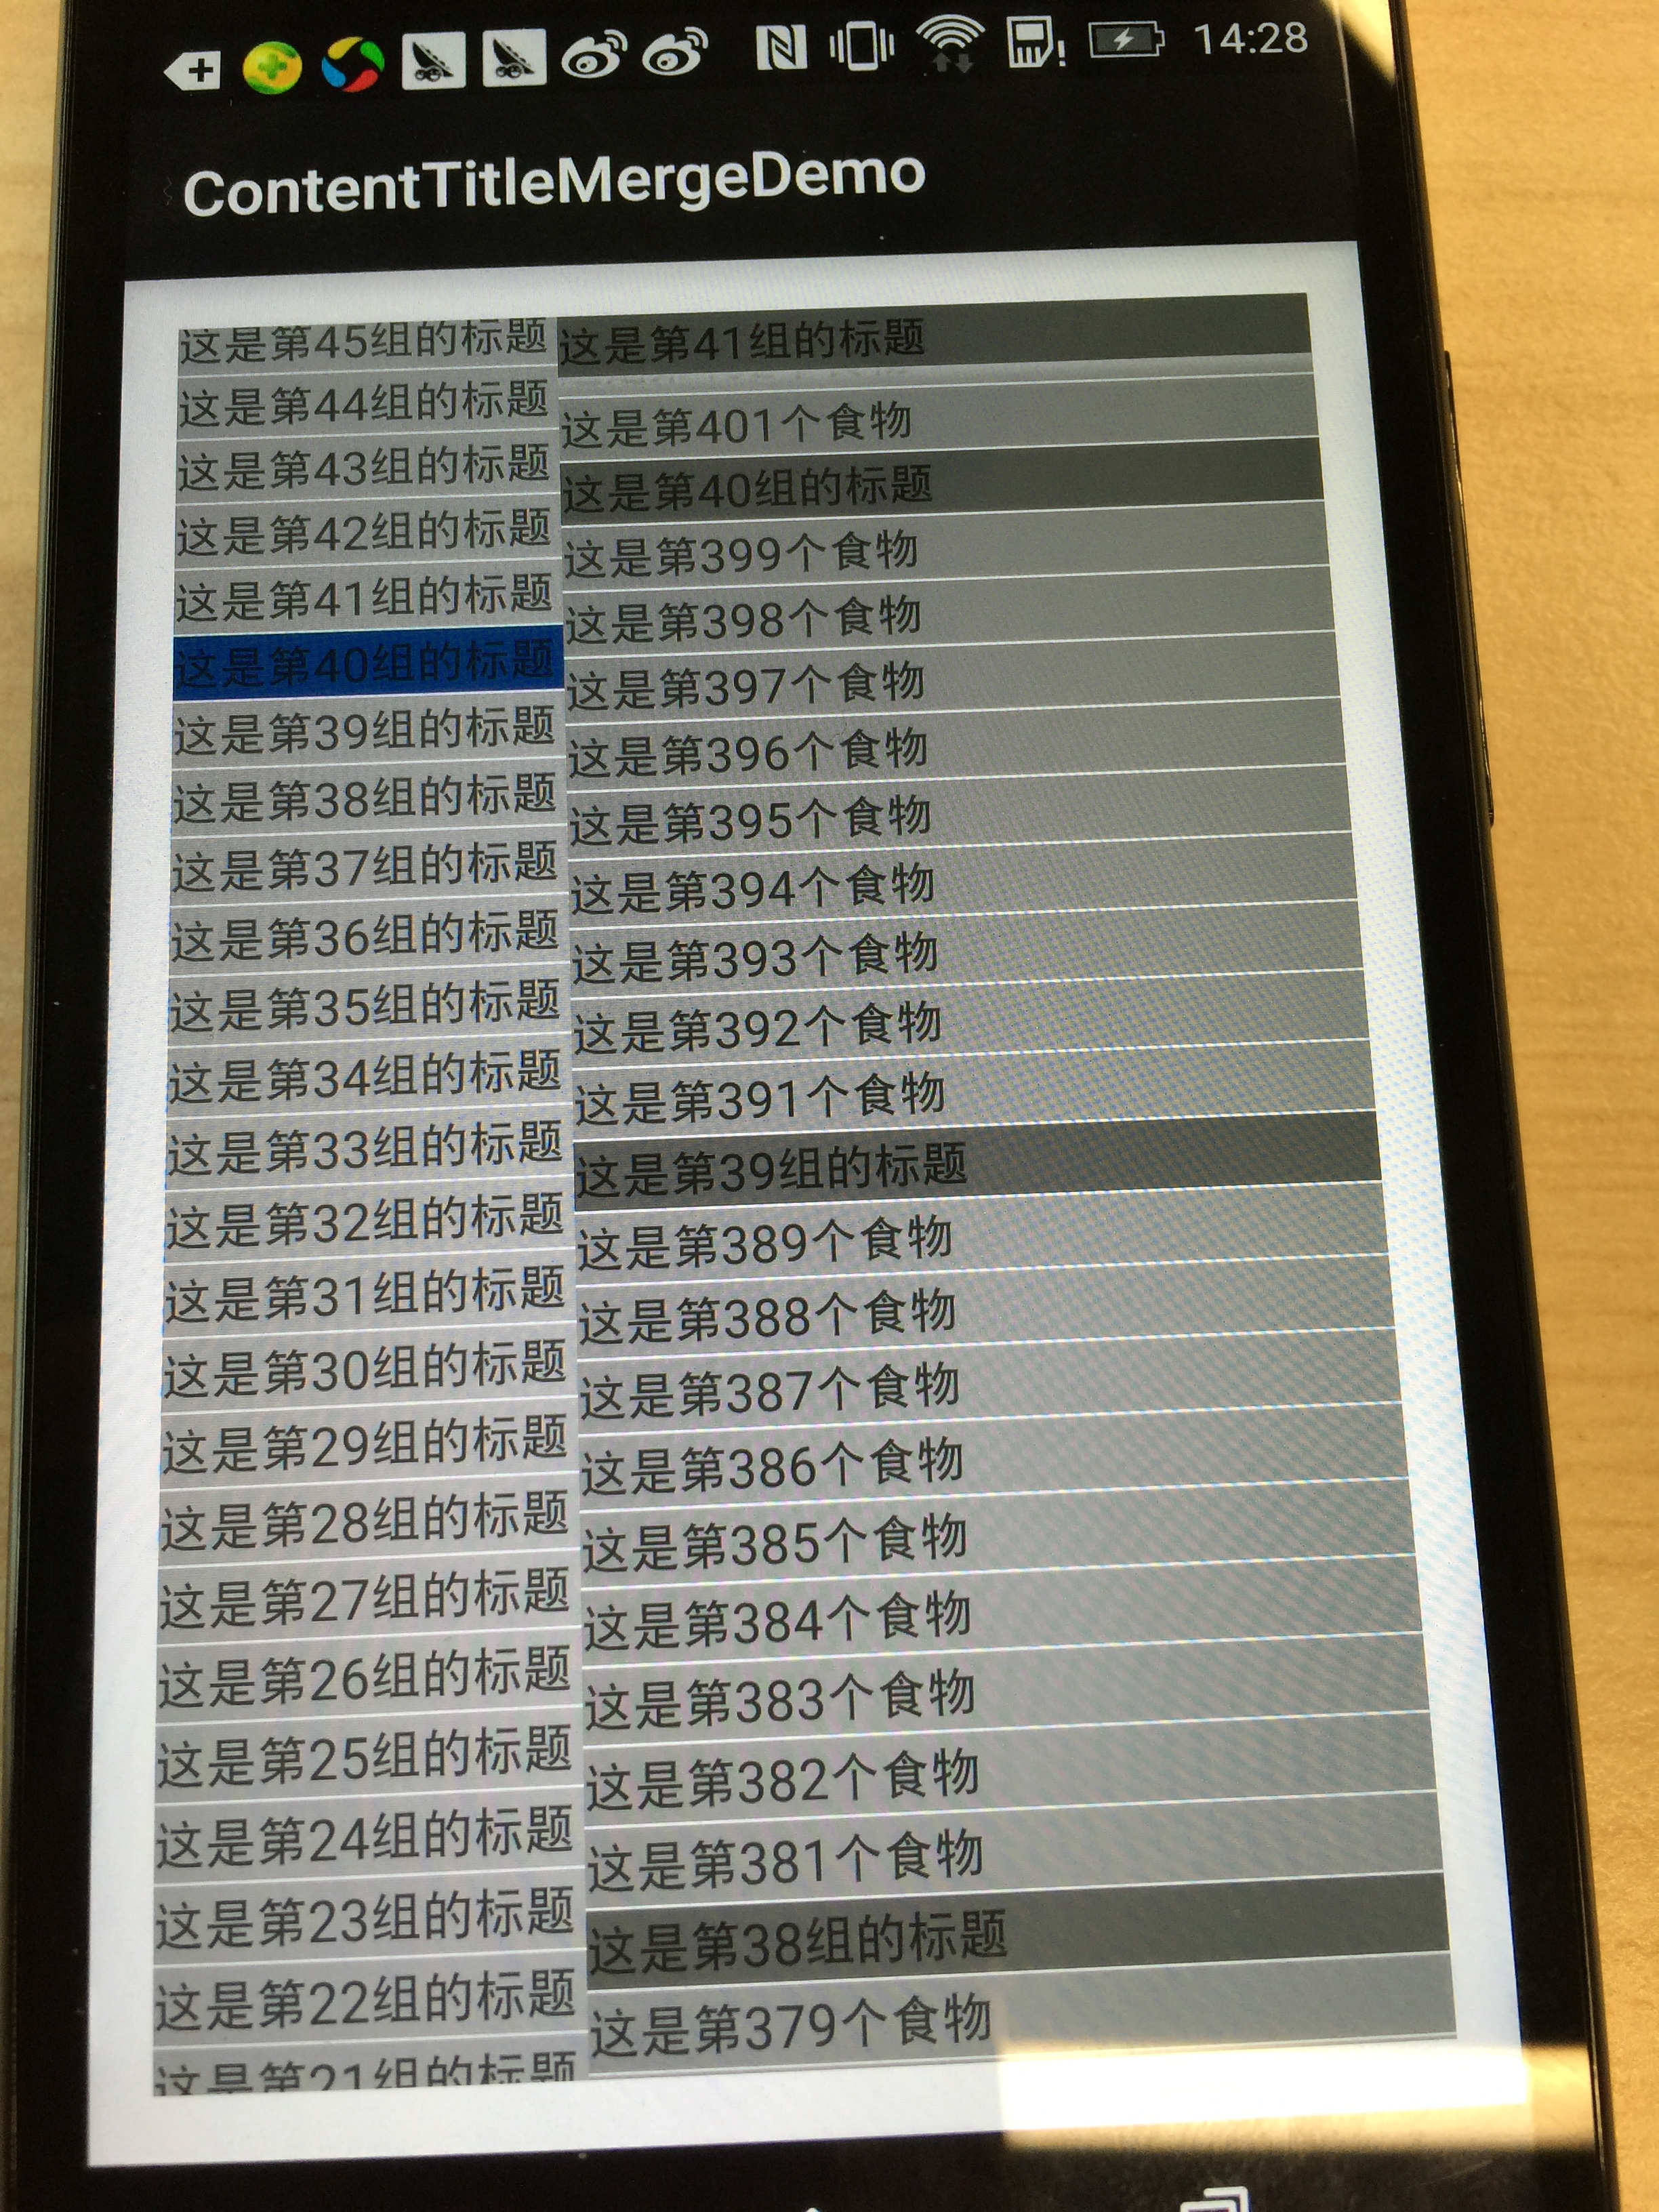 14:28
ContentTitleMergeDemo
这是第45组的标题
这是第44组的标题
这是第43组的标题
这是第42组的标题
这是第41组的标题
这是第40组的标题
这是第39组的标题
这是第38组的标题
这是第37组的标题
这是第36组的标题
这是第35组的标题
这是第34组的标题
这是第33组的标题
这是第32组的标题
这是第31组的标题
这是第30组的标题
这是第29组的标题
这是第28组的标题
这是第27组的标题
这是第26组的标题
这是第25组的标题
这是第24组的标题
这是第23组的标题
这是第22组的标题
这是第21组的标题
这是第41组的标题
这是第401个食物
这是第40组的标题
这是第399个食物
这是第398个食物
这是第397个食物
这是第396个食物
这是第395个食物
这是第394个食物
这是第393个食物
这是第392个食物
这是第391个食物
这是第39组的标题
这是第389个食物
这是第388个食物
这是第387个食物
这是第386个食物
这是第385个食物
这是第384个食物
这是第383个食物
这是第382个食物
这是第381个食物
这是第38组的标题
这是第379个食物